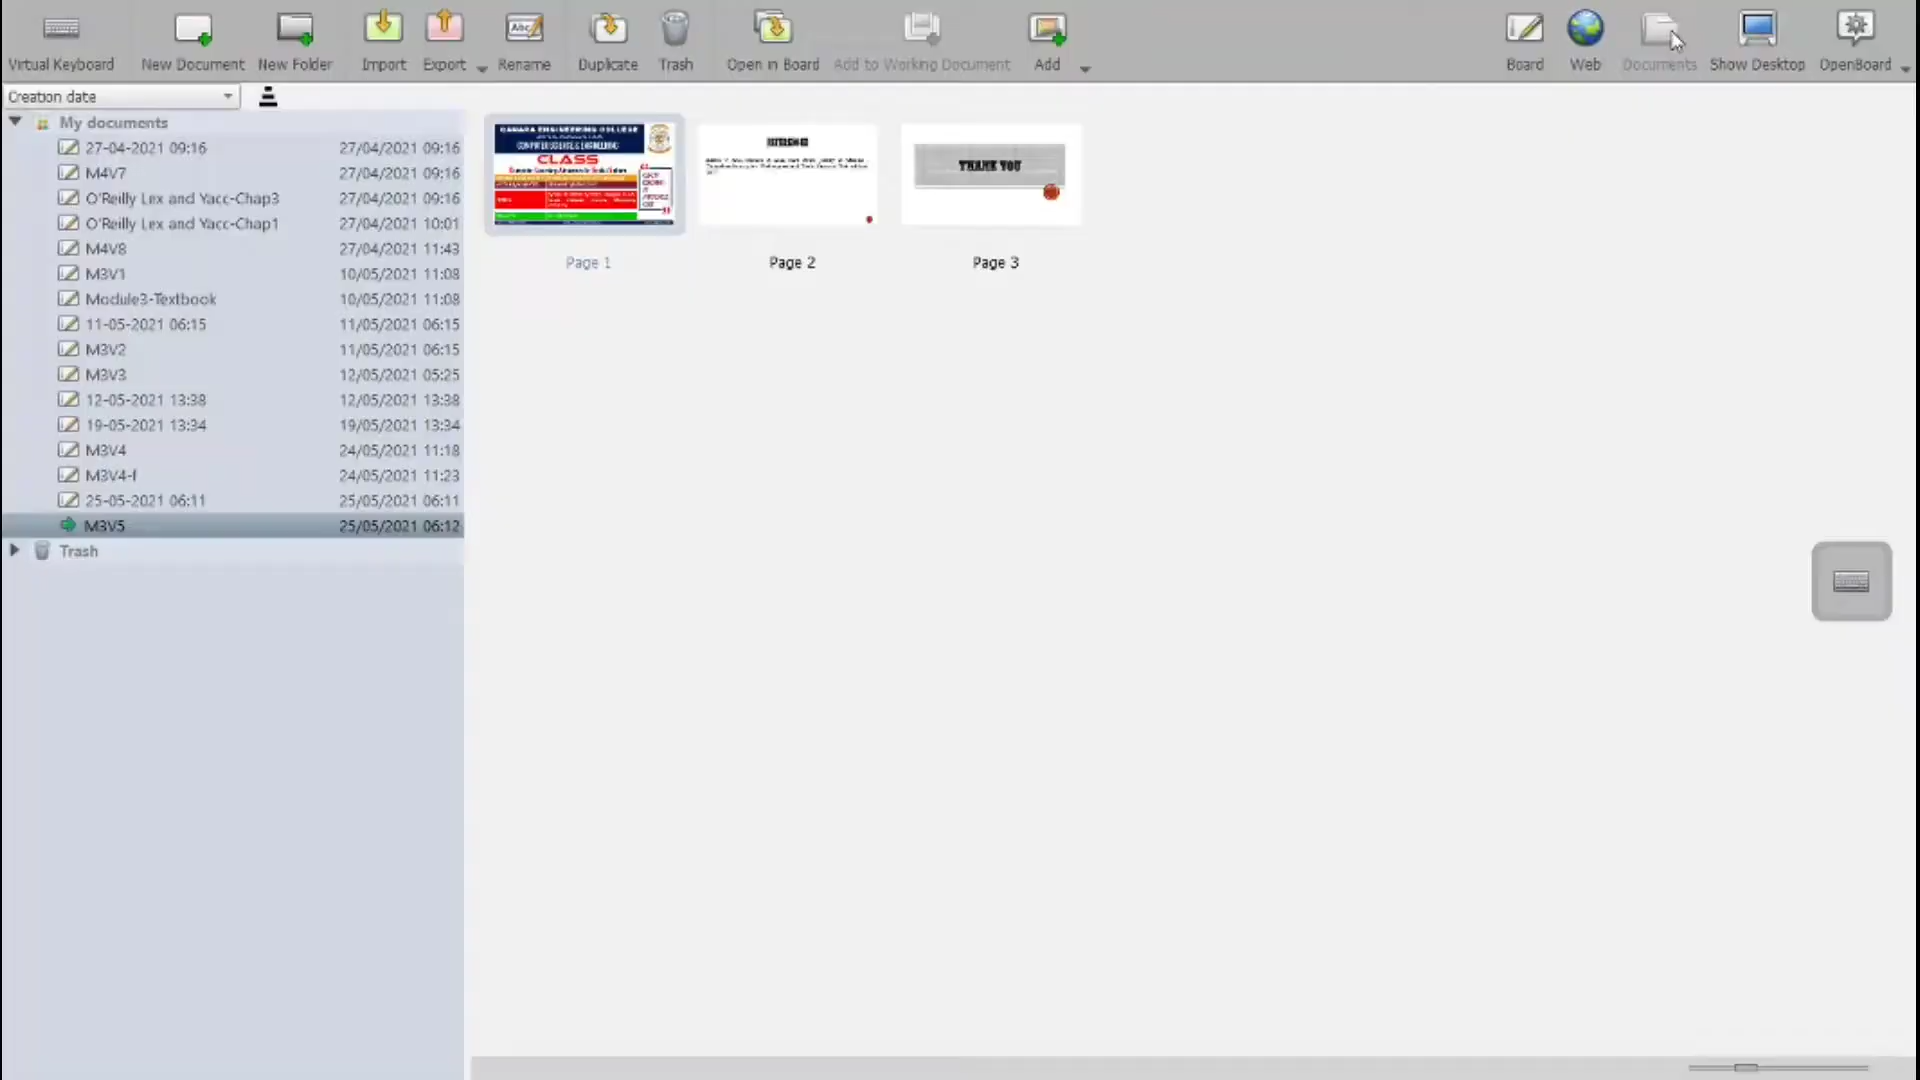 Virtual Keyboard
New Document
New Folder
Import
Export
Rename
Duplicate
Trash
Open in Board
Add to Working Document
Add
Board
Web
Documents
Show Desktop
OpenBoard
Creation date
My documents
27-04-2021 09:16 27/04/2021 09:16
M4V7 27/04/2021 09:16
O'Reilly Lex and Yacc-Chap3 27/04/2021 09:16
O'Reilly Lex and Yacc-Chap1 27/04/2021 10:01
M4V8 27/04/2021 11:43
M3V1 10/05/2021 11:08
Module3-Textbook 10/05/2021 11:08
11-05-2021 06:15 11/05/2021 06:15
M3V2 11/05/2021 06:15
M3V3 12/05/2021 05:25
12-05-2021 13:38 12/05/2021 13:38
19-05-2021 13:34 19/05/2021 13:34
M3V4 24/05/2021 11:18
M3V4-f 24/05/2021 11:23
25-05-2021 06:11 25/05/2021 06:11
M3V5 25/05/2021 06:12
Trash
CANARA ENGINEERING COLLEGE
COMPUTER SCIENCE & ENGINEERING
CLASS
THANK YOU
Page 1
Page 2
Page 3